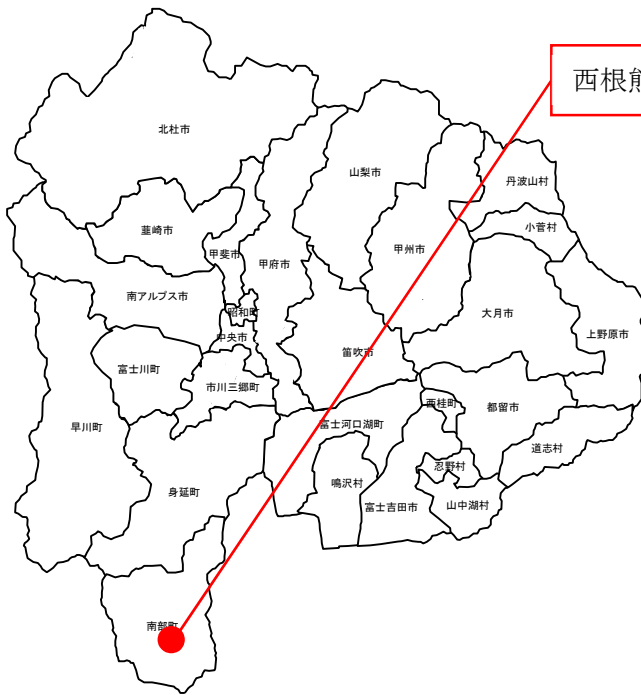 西根熊
北杜市
山梨市
丹波山村
小菅村
韮崎市
甲斐市
甲府市
甲州市
南アルプス市
昭和町
中央市
大月市
上野原市
富士川町
笛吹市
市川三郷町
西桂町
都留市
早川町
富士河口湖町
道志村
忍野村
身延町
鳴沢村
富士吉田市
山中湖村
南部町